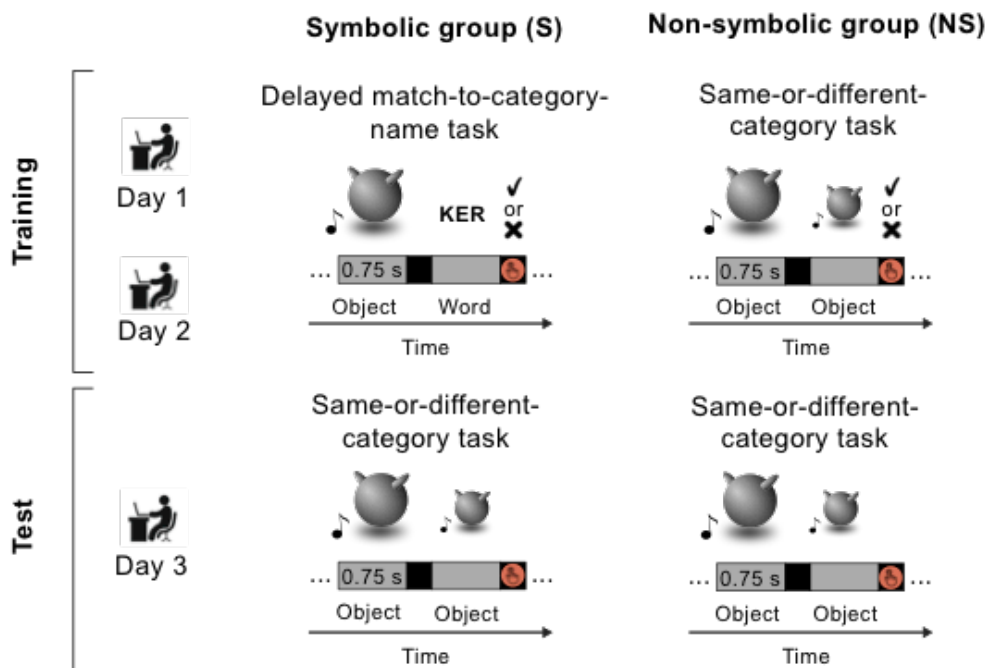 Symbolic group (S)
Non-symbolic group (NS)
Training
Day 1
Day 2
Delayed match-to-category-
name task
KER
or
... 0.75 s ...
Object Word
Time
Same-or-different-
category task
or
... 0.75 s ...
Object Object
Time
Test
Day 3
Same-or-different-
category task
... 0.75 s ...
Object Object
Time
Same-or-different-
category task
... 0.75 s ...
Object Object
Time